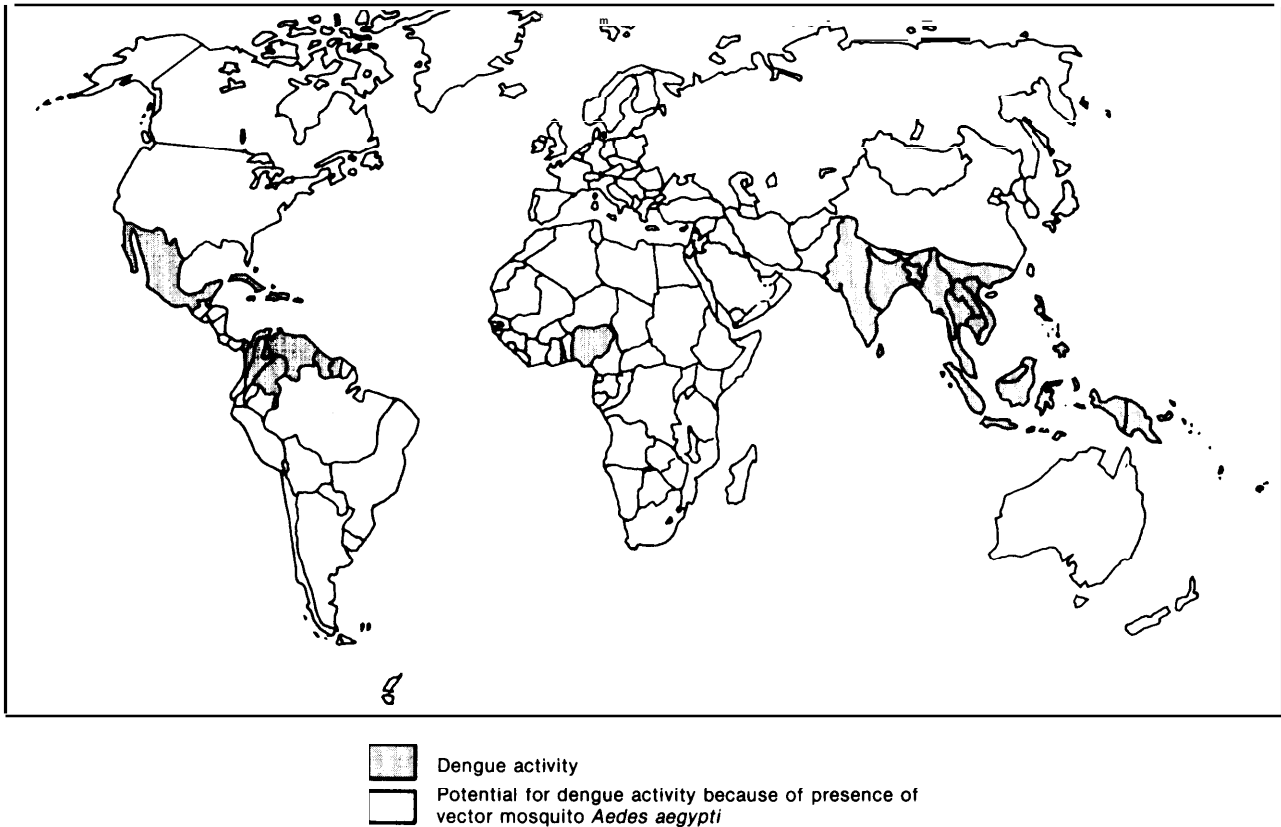 m
Dengue activity
Potential for dengue activity because of presence of
vector mosquito Aedes aegypti